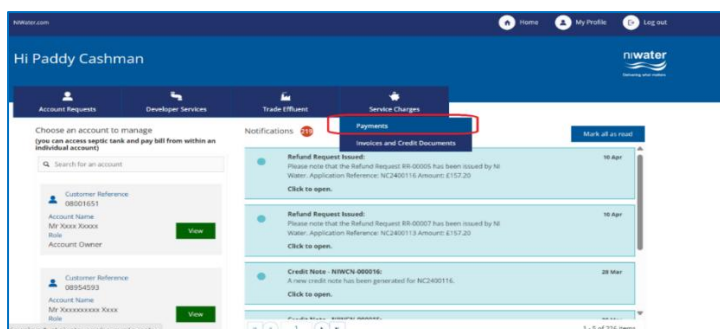 NIWater.com
Home
My Profile
Log out
Hi Paddy Cashman
niwater
Delivering what matters
Account Requests
Developer Services
Trade Effluent
Service Charges
Payments
Invoices and Credit Documents
Choose an account to manage
(you can access septic tank and pay bill from within an
individual account)
Search for an account
Customer Reference
08001651
Account Name
Mr Xxxx Xxxxx
Role
Account Owner
View
Customer Reference
08954593
Account Name
Mr Xxxxxxxxxx Xxxx
Role
View
Notifications
Mark all as read
Refund Request Issued:
16 Apr
Please note that the Refund Request RR-00006 has been issued by NI
Water. Application Reference: NC2400116 Amount: £157.20
Click to open.
Refund Request Issued:
16 Apr
Please note that the Refund Request RR-00007 has been issued by NI
Water. Application Reference: NC2400113 Amount: £157.20
Click to open.
Credit Note - NIWCN-000016:
28 Mar
A new credit note has been generated for NC2400116.
Click to open.
1